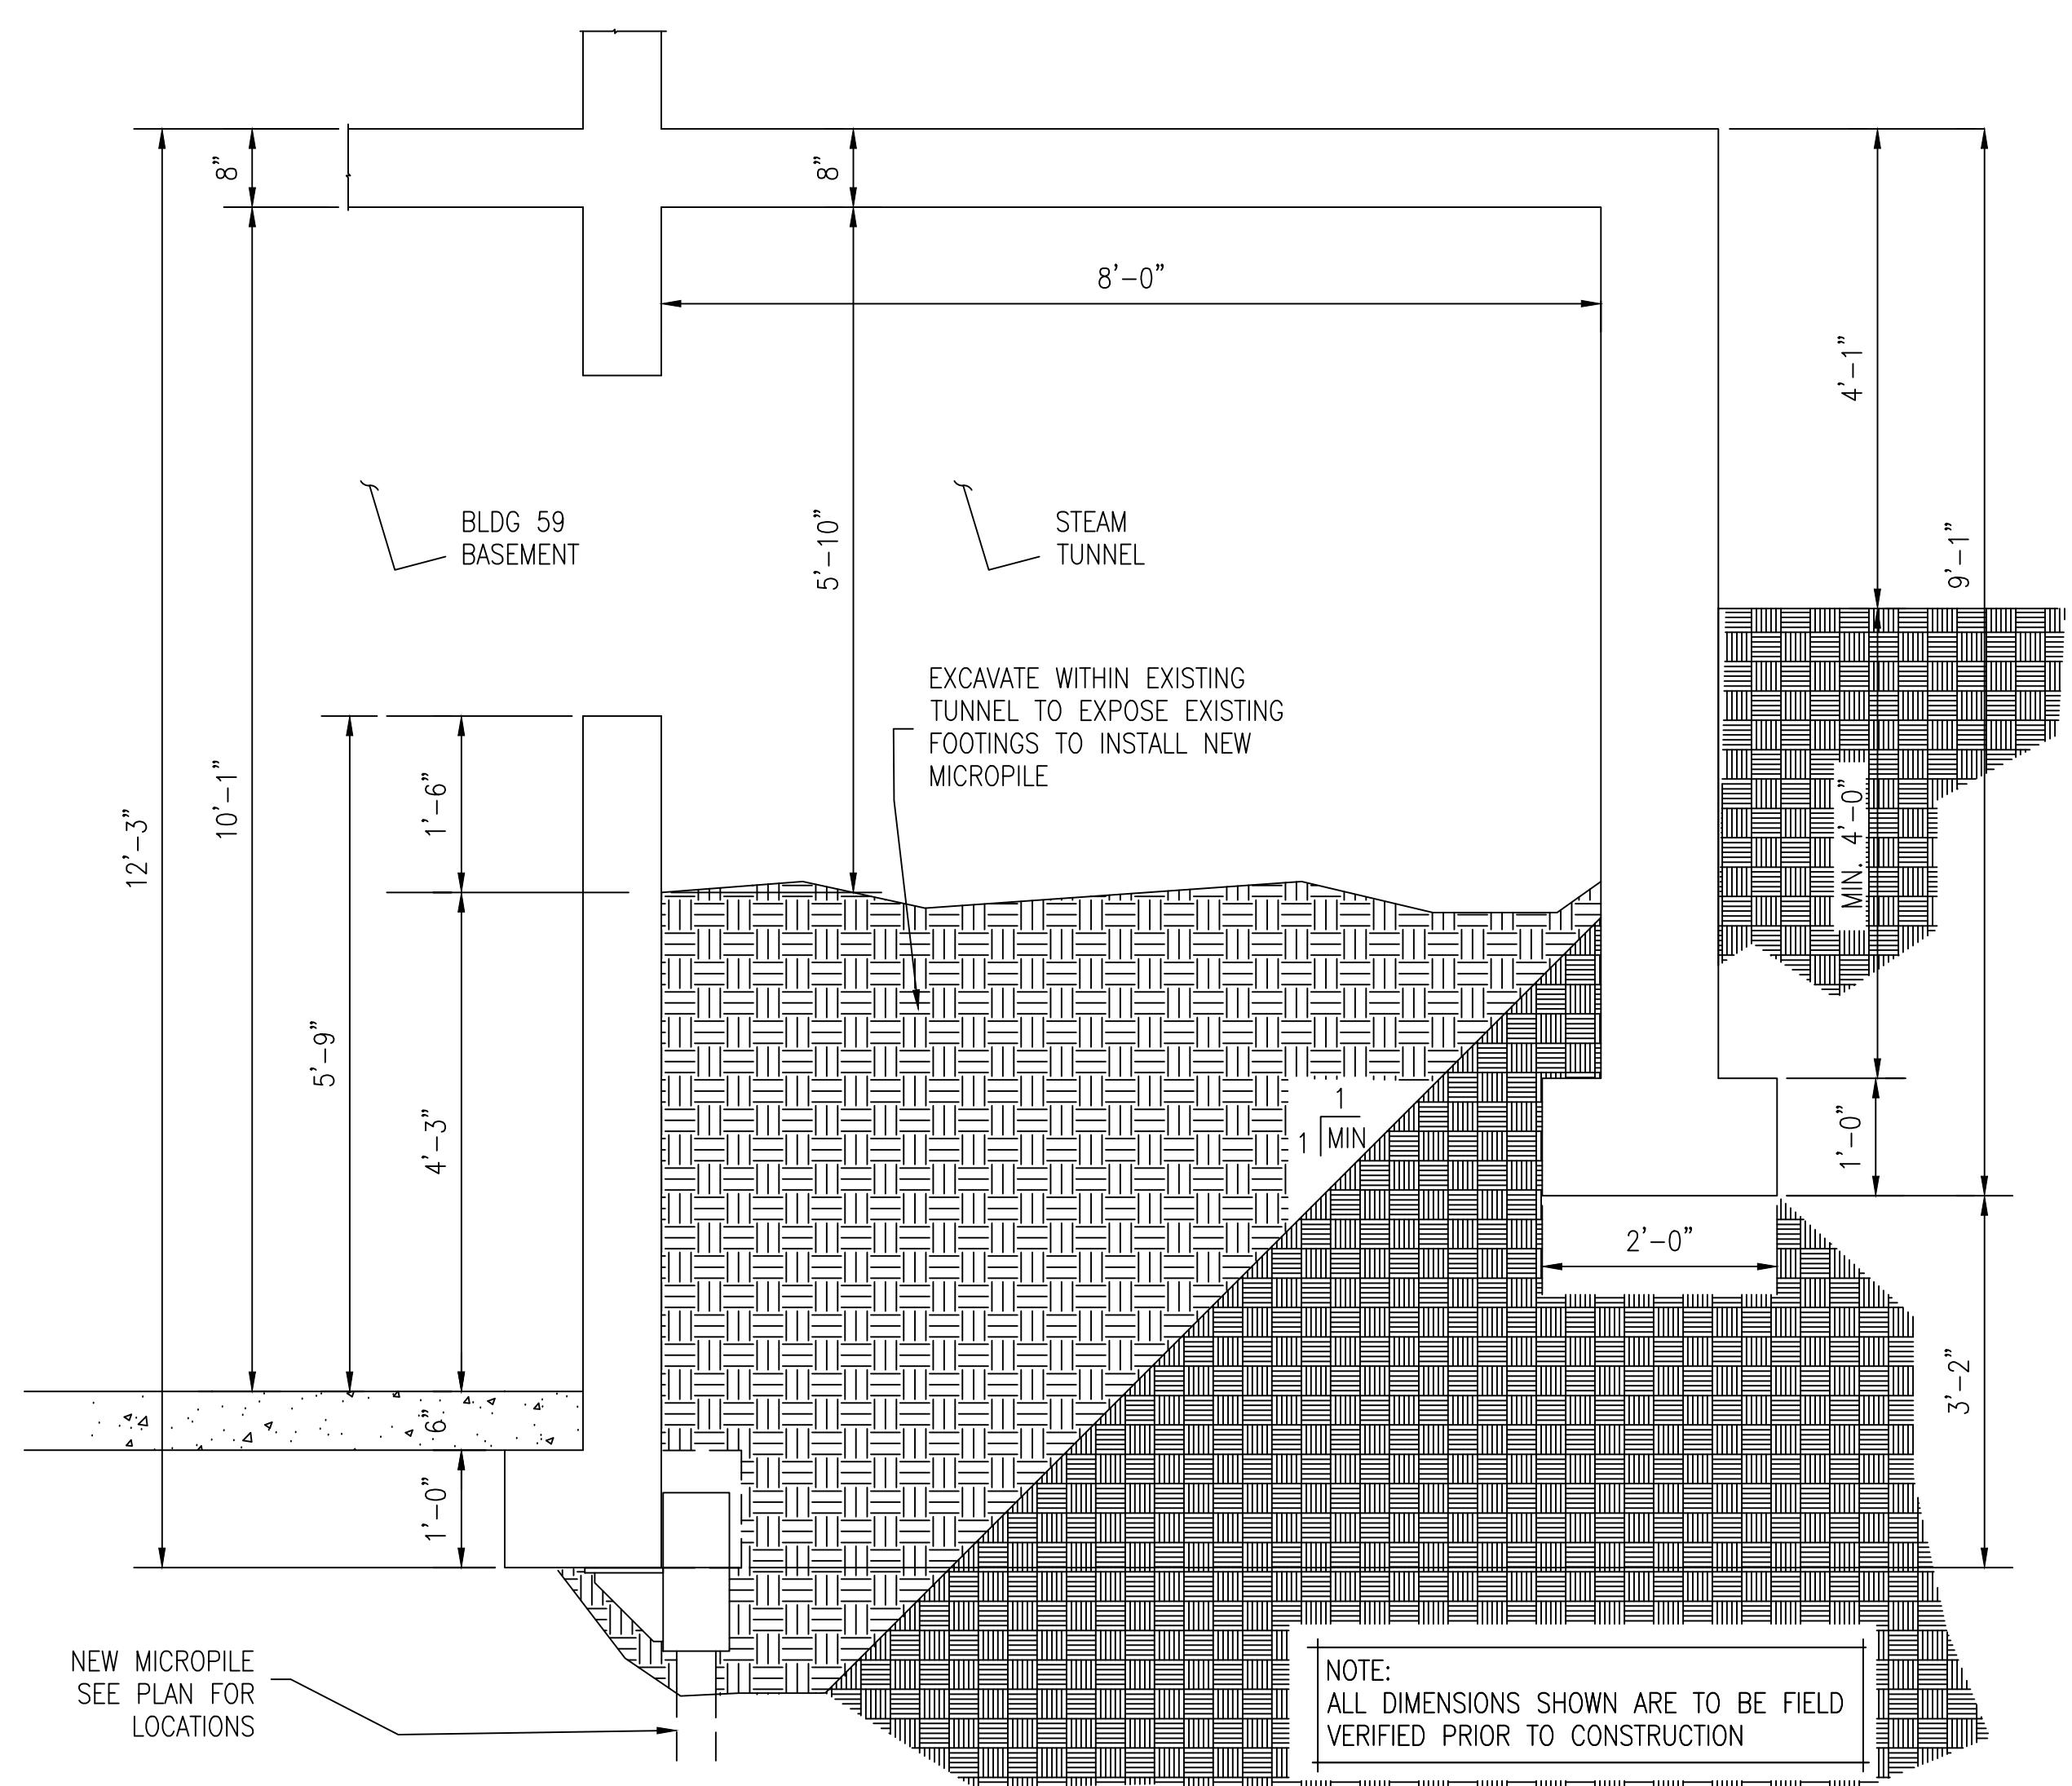 8"
8"
8'-0"
4'-1"
9'-1"
BLDG 59
BASEMENT
5'-10"
STEAM
TUNNEL
EXCAVATE WITHIN EXISTING
TUNNEL TO EXPOSE EXISTING
FOOTINGS TO INSTALL NEW
MICROPILE
12'-3"
10'-1"
1'-6"
MIN. 4'-0"
5'-9"
4'-3"
1
1
MIN
1'-0"
2'-0"
3'-2"
6"
1'-0"
NEW MICROPILE
SEE PLAN FOR
LOCATIONS
NOTE:
ALL DIMENSIONS SHOWN ARE TO BE FIELD
VERIFIED PRIOR TO CONSTRUCTION